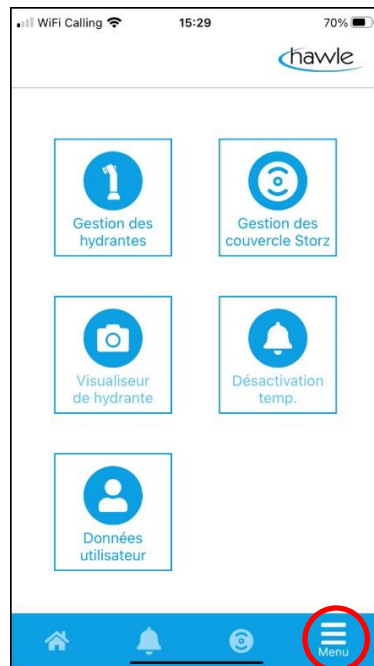 WiFi Calling 15:29 70%
hawle
Gestion des
hydrantes
Gestion des
couvercle Storz
Visualiseur
de hydrante
Désactivation
temp.
Données
utilisateur
Menu